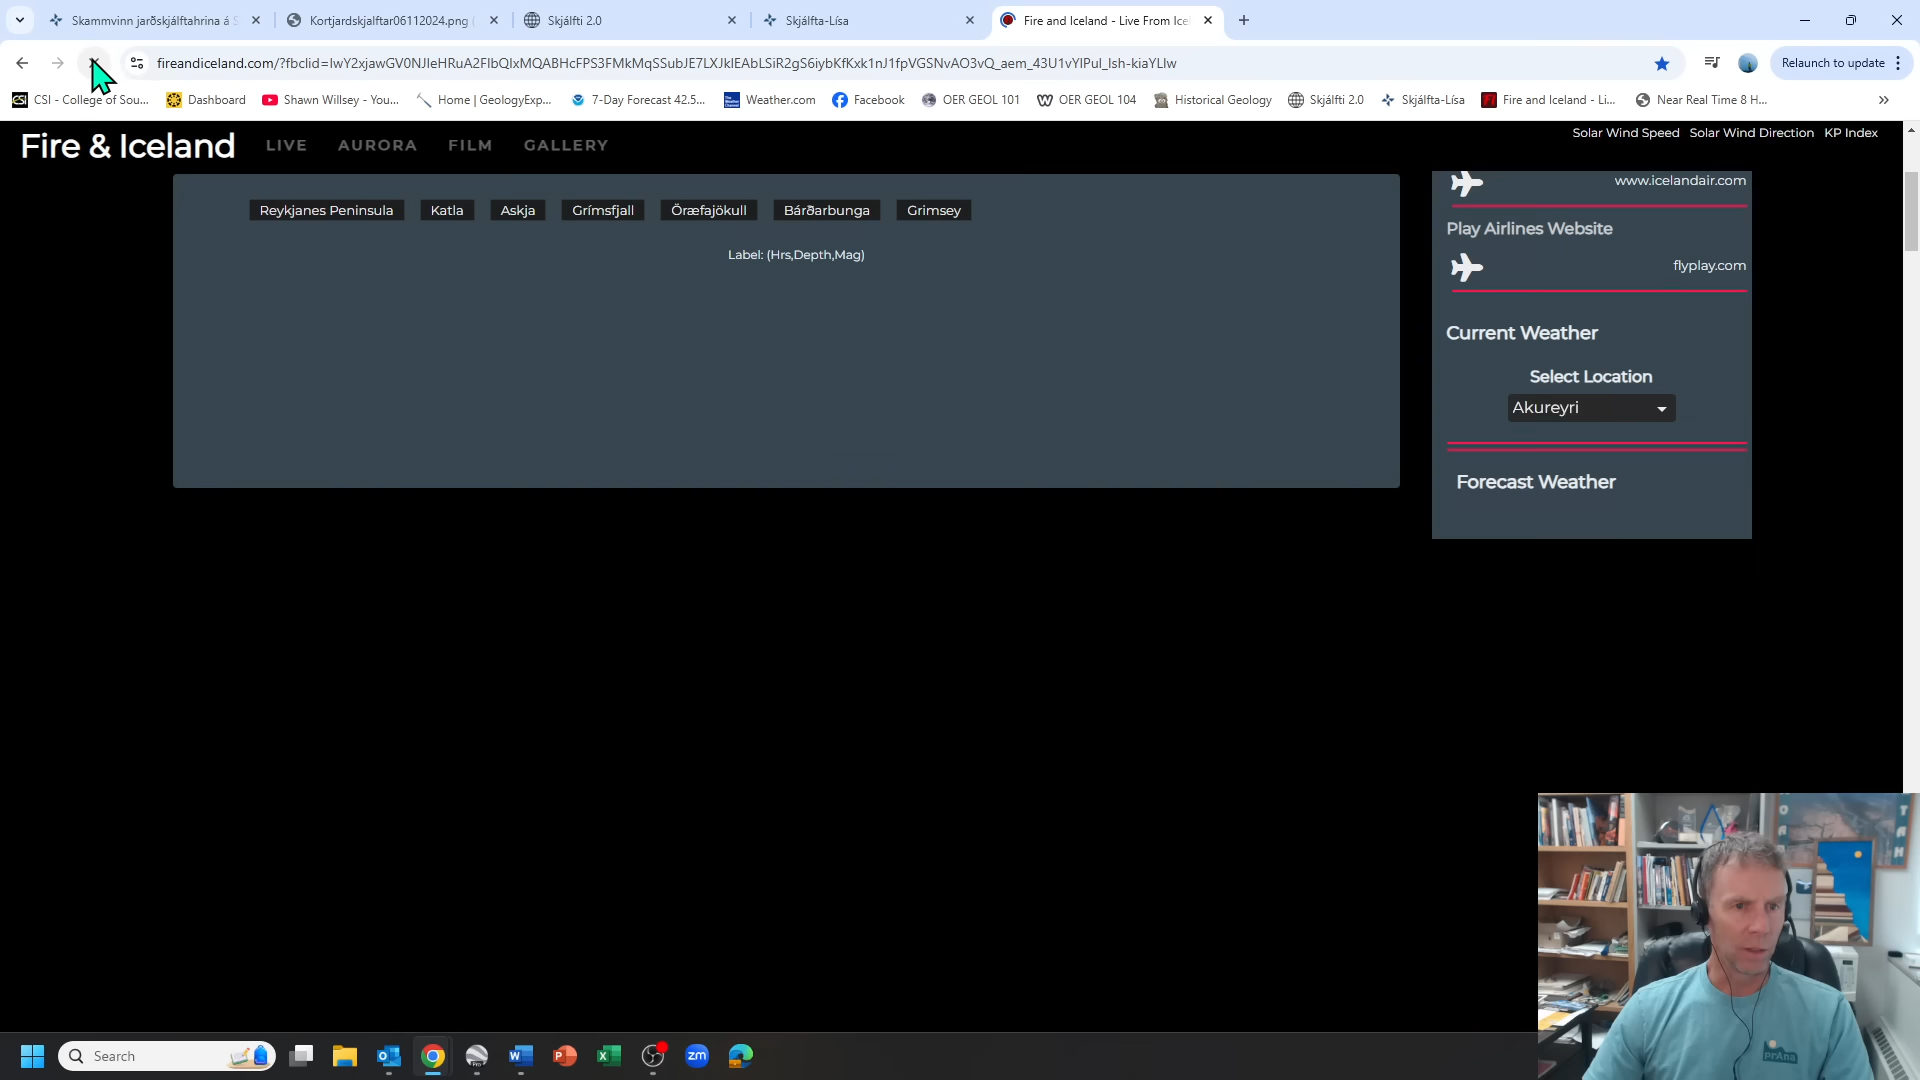 Skammvinn jarðskjálftahrina á S
Kortjardskjalftar06112024.png (
Skjálfti 2.0
Skjálfta-Lísa
Fire and Iceland - Live From Ice
fireandiceland.com/?fbclid=IwY2xjawGV0NJleHRuA2FlbQIxMQABHcFPS3FMkMqSSubJE7LXJkIEAbLSiR2gS6iybKfKxk1nJ1fpVGSNvAO3vQ_aem_43U1vYIPul_lsh-kiaYLlw
Relaunch to update
CSI - College of Sou...
Dashboard
Shawn Willsey - You...
Home | GeologyExp...
7-Day Forecast 42.5...
Weather.com
Facebook
OER GEOL 101
OER GEOL 104
Historical Geology
Skjálfti 2.0
Skjálfta-Lísa
Fire and Iceland - Li...
Near Real Time 8 H...
Fire & Iceland
LIVE
AURORA
FILM
GALLERY
Solar Wind Speed
Solar Wind Direction
KP Index
Reykjanes Peninsula
Katla
Askja
Grímsfjall
Öræfajökull
Bárðarbunga
Grimsey
Label: (Hrs,Depth,Mag)
www.icelandair.com
Play Airlines Website
flyplay.com
Current Weather
Select Location
Akureyri
Forecast Weather
Search
zm
prAna